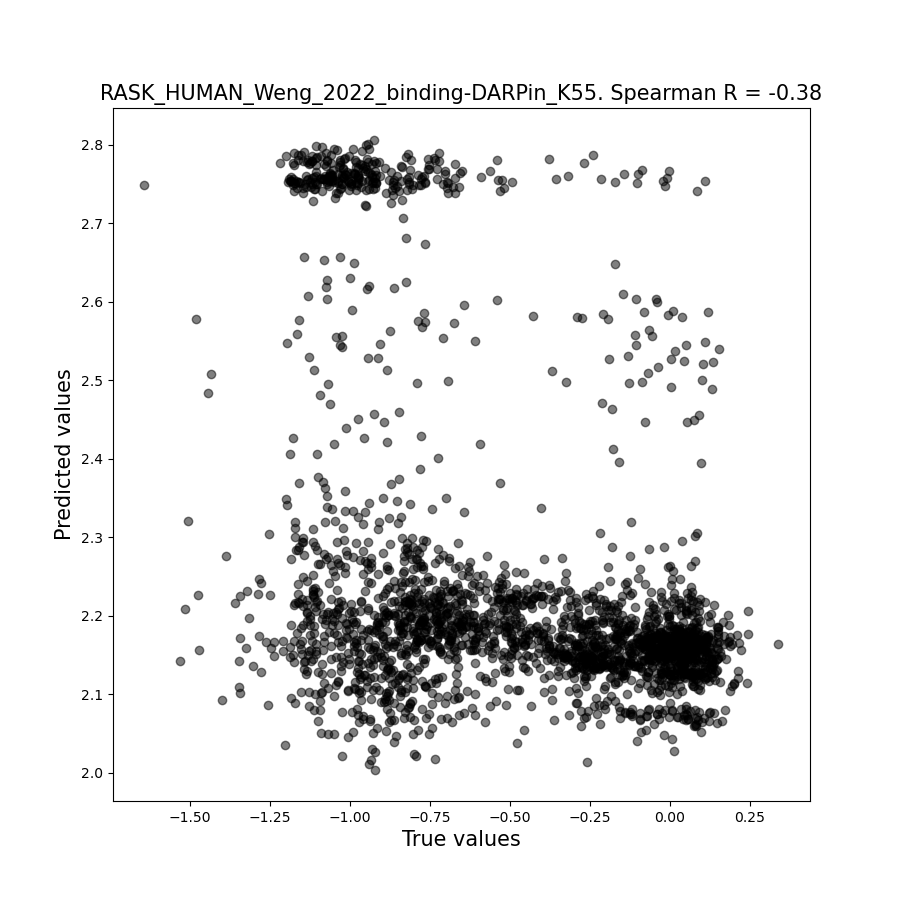 RASK_HUMAN_Weng_2022_binding-DARPin_K55. Spearman R = -0.38
Predicted values
2.8
2.7
2.6
2.5
2.4
2.3
2.2
2.1
2.0
−1.50 −1.25 −1.00 −0.75 −0.50 −0.25 0.00 0.25
True values